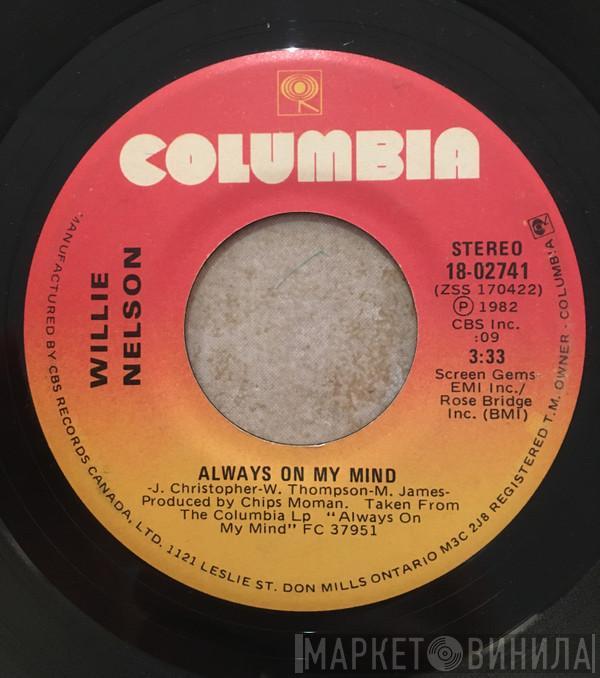 COLUMBIA
WILLIE
NELSON
STEREO
18-02741
(ZSS 170422)
Ⓟ 1982
CBS Inc.
:09
3:33
Screen Gems-
EMI Inc./
Rose Bridge
Inc. (BMI)
ALWAYS ON MY MIND
-J. Christopher-W. Thompson-M. James-
Produced by Chips Moman. Taken From
The Columbia Lp "Always On
My Mind" FC 37951
MANUFACTURED BY CBS RECORDS CANADA, LTD. 1121 LESLIE ST. DON MILLS ONTARIO M3C 2J8 REGISTERED T.M. OWNER - COLUMBIA
МАРКЕТ ВИНИЛА